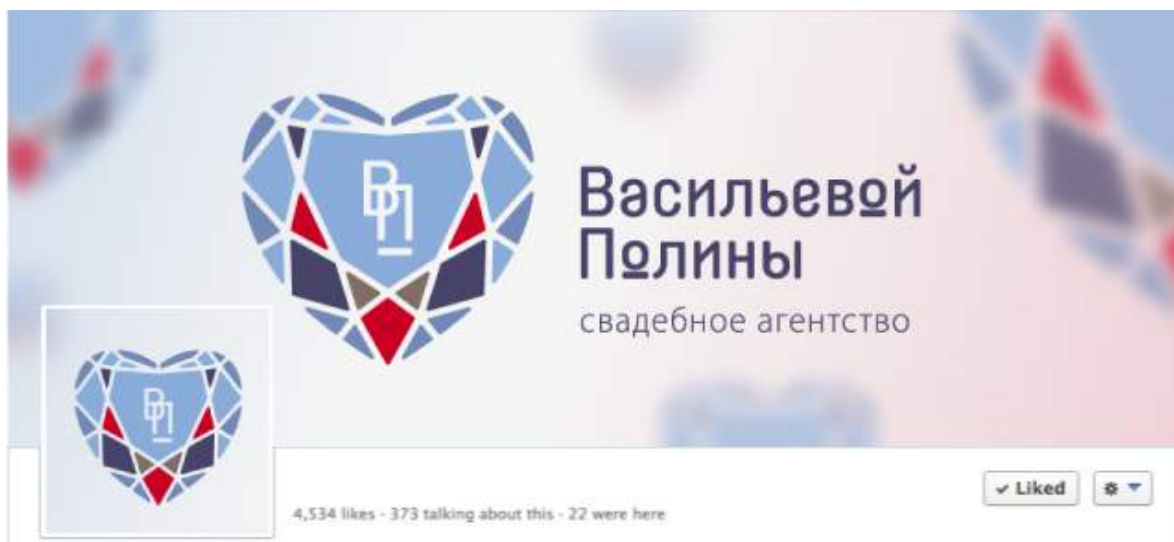 ВП
Васильевой
Полины
свадебное агентство
ВП
Liked
4,534 likes - 373 talking about this - 22 were here